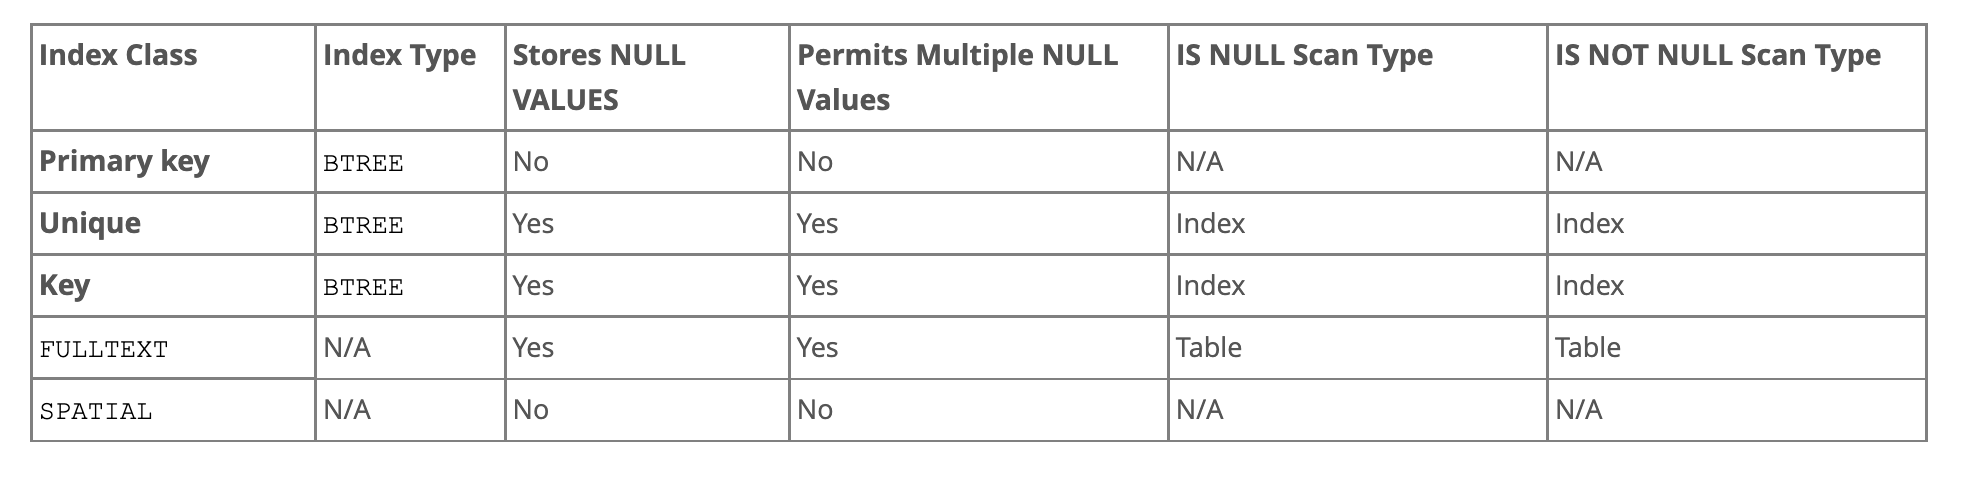 Index Class Index Type Stores NULL VALUES Permits Multiple NULL Values IS NULL Scan Type IS NOT NULL Scan Type
Primary key BTREE No No N/A N/A
Unique BTREE Yes Yes Index Index
Key BTREE Yes Yes Index Index
FULLTEXT N/A Yes Yes Table Table
SPATIAL N/A No No N/A N/A